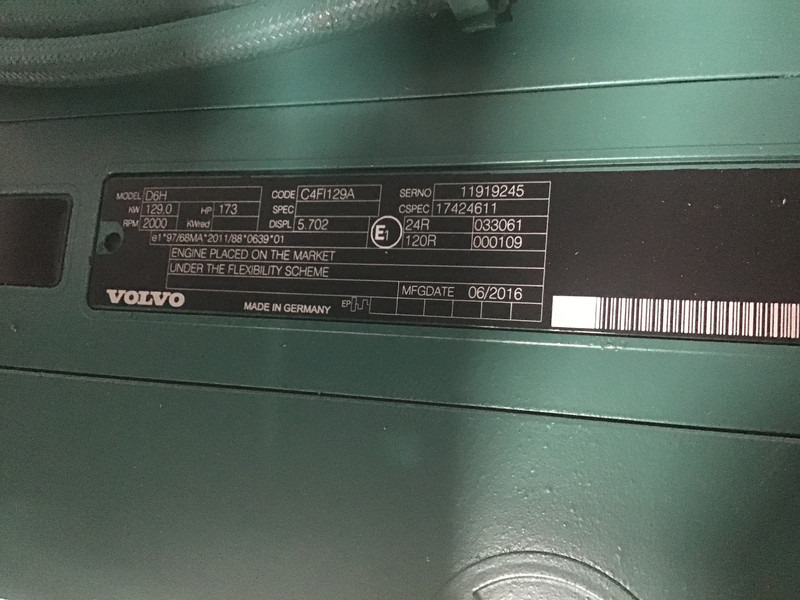 MODEL D6H CODE C4FI129A SERNO 11919245
KW 129.0 HP 173 SPEC CSPEC 17424611
RPM 2000 KWred DISPL 5.702 E1 24R 033061
e1*97/68MA*2011/88*0639*01 120R 000109
ENGINE PLACED ON THE MARKET
UNDER THE FLEXIBILITY SCHEME
MFGDATE 06/2016
VOLVO MADE IN GERMANY EP